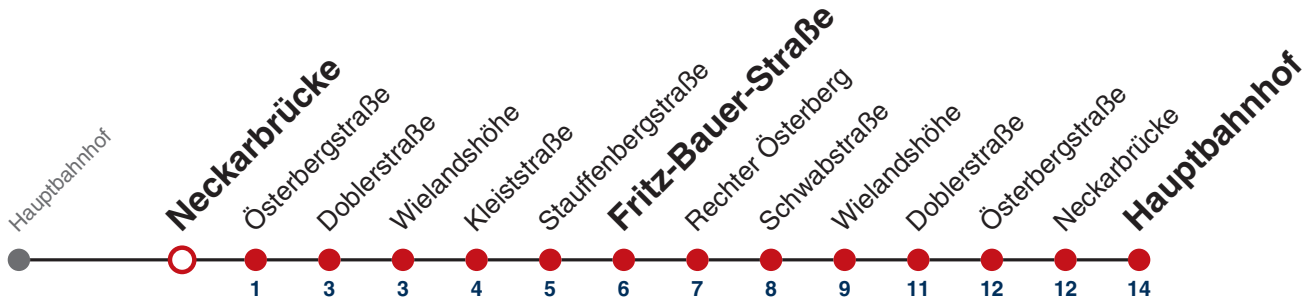 Hauptbahnhof
Neckarbrücke
Österbergstraße
Doblerstraße
Wielandshöhe
Kleiststraße
Stauffenbergstraße
Fritz-Bauer-Straße
Rechter Österberg
Schwabstraße
Wielandshöhe
Doblerstraße
Österbergstraße
Neckarbrücke
Hauptbahnhof
1 3 3 4 5 6 7 8 9 11 12 12 14